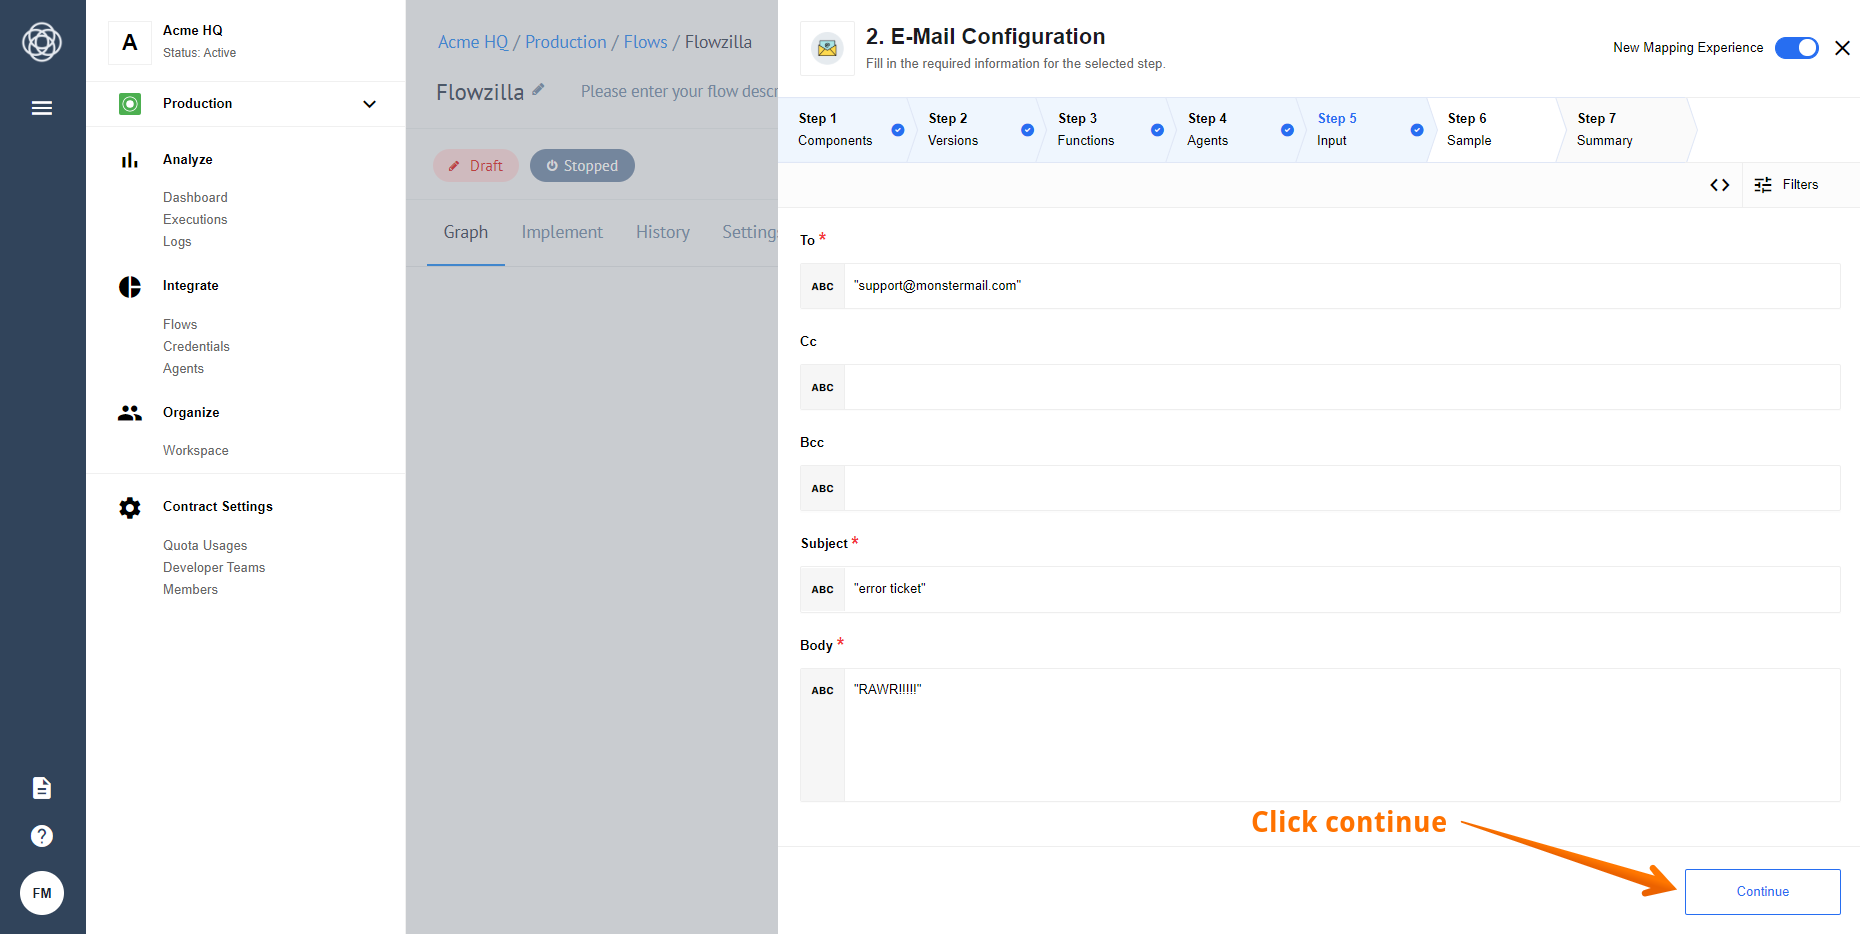 A
Acme HQ
Status: Active
Production
Analyze
Dashboard
Executions
Logs
Integrate
Flows
Credentials
Agents
Organize
Workspace
Contract Settings
Quota Usages
Developer Teams
Members
?
FM
Acme HQ / Production / Flows / Flowzilla
Flowzilla
Please enter your flow descr
Draft
Stopped
Graph
Implement
History
Setting
2. E-Mail Configuration
Fill in the required information for the selected step.
New Mapping Experience
Step 1
Components
Step 2
Versions
Step 3
Functions
Step 4
Agents
Step 5
Input
Step 6
Sample
Step 7
Summary
Filters
To *
ABC
"support@monstermail.com"
Cc
ABC
Bcc
ABC
Subject *
ABC
"error ticket"
Body *
ABC
"RAWR!!!!!"
Click continue
Continue